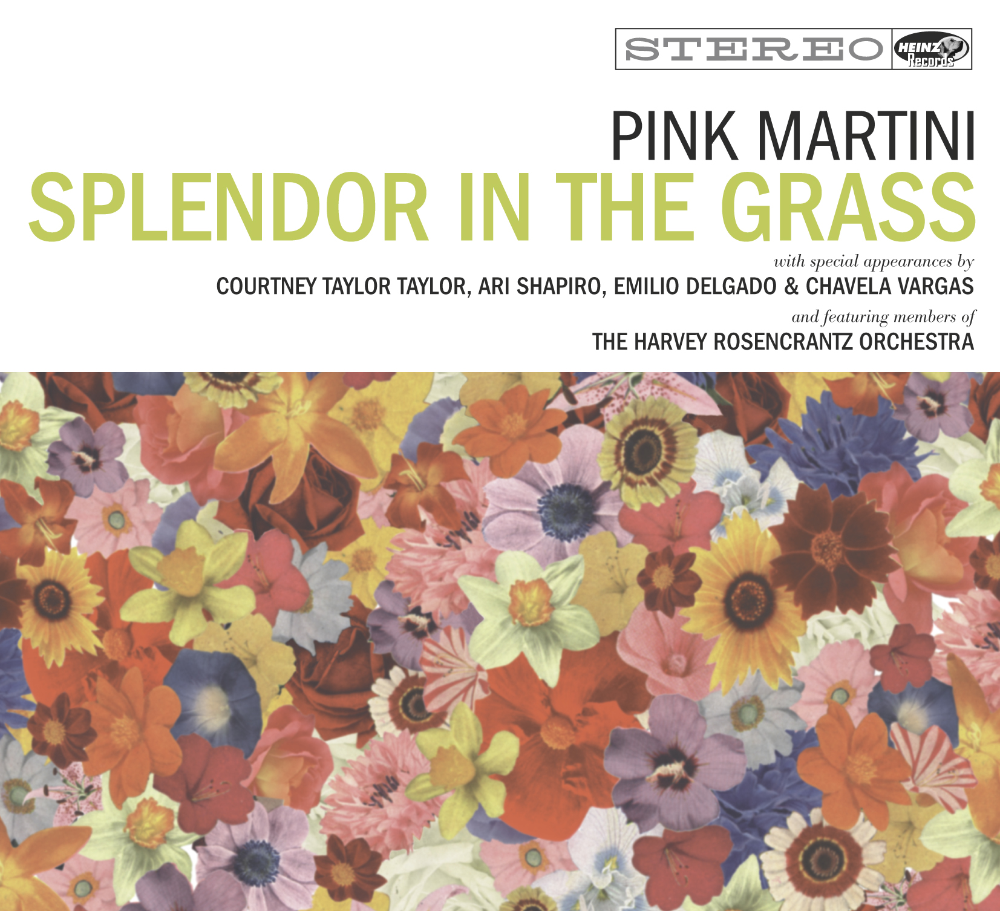 STEREO
HEINZ
Records
PINK MARTINI
SPLENDOR IN THE GRASS
with special appearances by
COURTNEY TAYLOR TAYLOR, ARI SHAPIRO, EMILIO DELGADO & CHAVELA VARGAS
and featuring members of
THE HARVEY ROSENCRANTZ ORCHESTRA